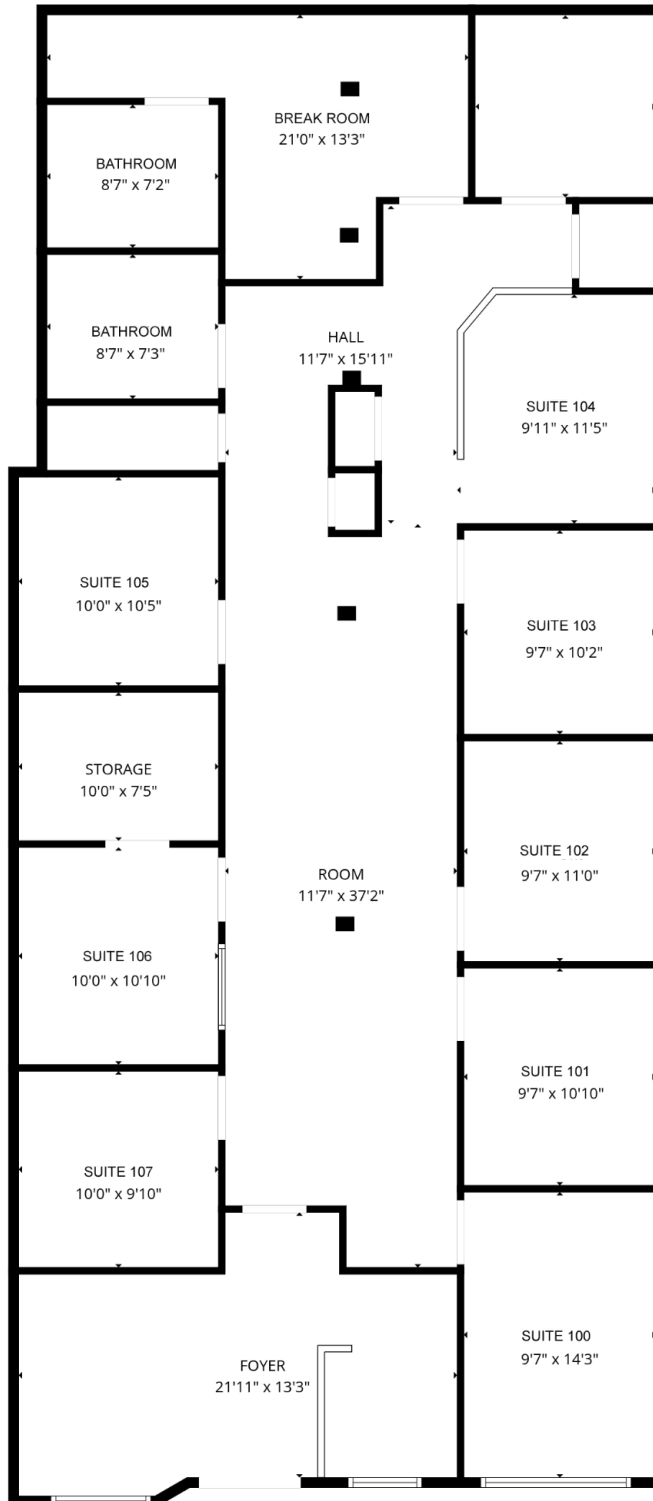 BREAK ROOM
21'0" x 13'3"
BATHROOM
8'7" x 7'2"
BATHROOM
8'7" x 7'3"
HALL
11'7" x 15'11"
SUITE 104
9'11" x 11'5"
SUITE 105
10'0" x 10'5"
SUITE 103
9'7" x 10'2"
STORAGE
10'0" x 7'5"
SUITE 102
9'7" x 11'0"
ROOM
11'7" x 37'2"
SUITE 106
10'0" x 10'10"
SUITE 101
9'7" x 10'10"
SUITE 107
10'0" x 9'10"
SUITE 100
9'7" x 14'3"
FOYER
21'11" x 13'3"